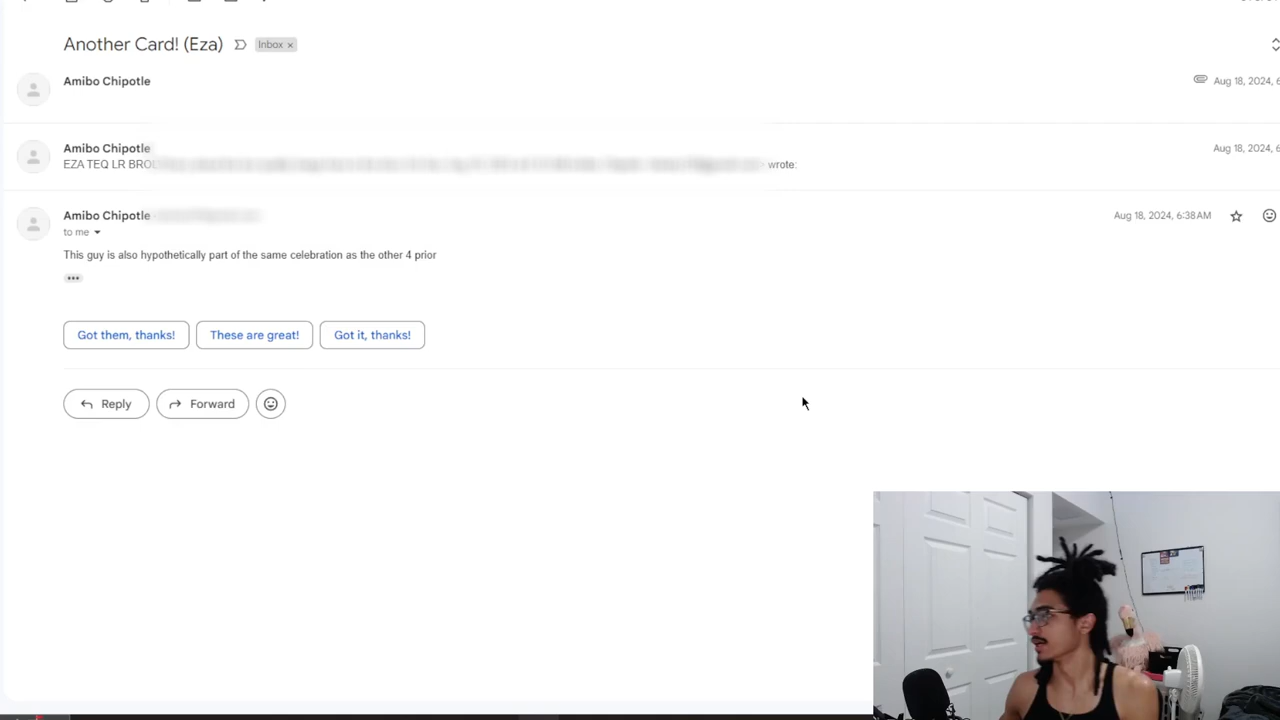 Another Card! (Eza) Inbox ×
Amibo Chipotle
Aug 18, 2024, 6
Amibo Chipotle
Aug 18, 2024, 6
EZA TEQ LR BRO wrote:
Amibo Chipotle
Aug 18, 2024, 6:38 AM
to me
This guy is also hypothetically part of the same celebration as the other 4 prior
Got them, thanks! These are great! Got it, thanks!
Reply Forward